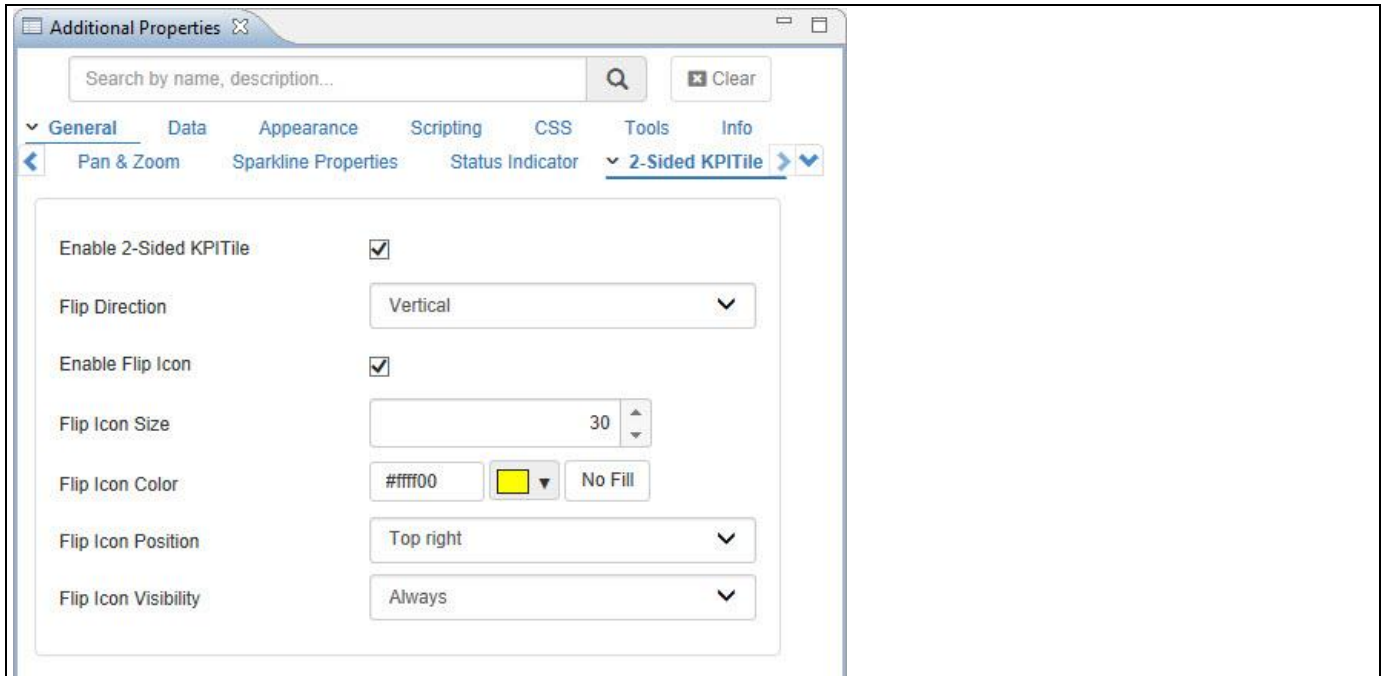 Additional Properties
Search by name, description... Clear
General Data Appearance Scripting CSS Tools Info
Pan & Zoom Sparkline Properties Status Indicator 2-Sided KPITile
Enable 2-Sided KPITile
Flip Direction Vertical
Enable Flip Icon
Flip Icon Size 30
Flip Icon Color #ffff00 No Fill
Flip Icon Position Top right
Flip Icon Visibility Always